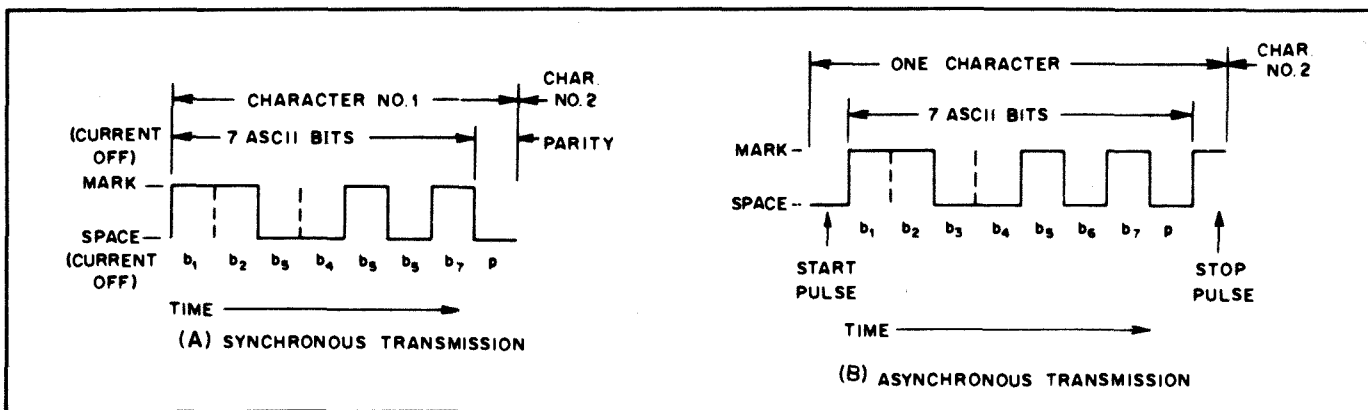 CHAR.
NO. 2
CHARACTER NO. 1
(CURRENT
OFF)
7 ASCII BITS
PARITY
MARK
SPACE
(CURRENT
OFF)
b1 b2 b5 b4 b5 b5 b7 p
TIME
(A) SYNCHRONOUS TRANSMISSION
CHAR.
NO. 2
ONE CHARACTER
7 ASCII BITS
MARK
SPACE
b1 b2 b3 b4 b5 b6 b7 p
START
PULSE
STOP
PULSE
TIME
(B) ASYNCHRONOUS TRANSMISSION